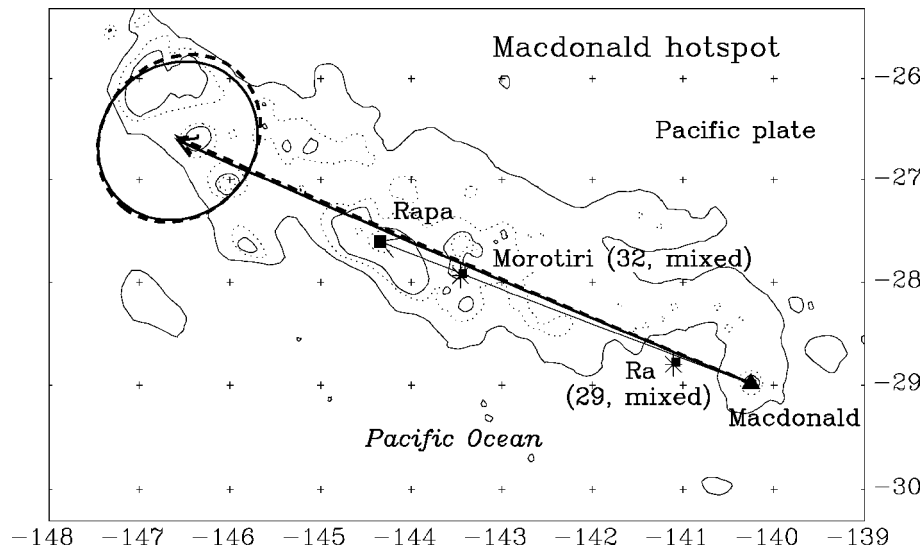 Macdonald hotspot
−26
Pacific plate
−27
Rapa
Morotiri (32, mixed)
−28
Ra
(29, mixed)
−29
Macdonald
Pacific Ocean
−30
−148 −147 −146 −145 −144 −143 −142 −141 −140 −139